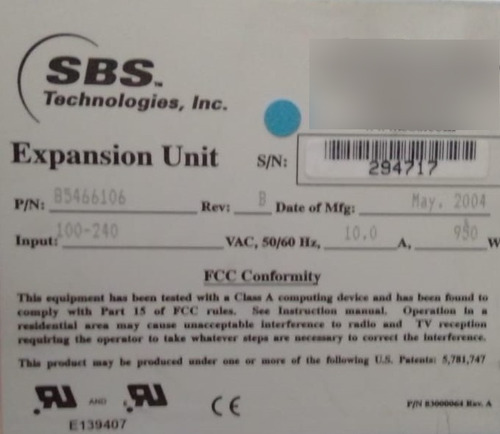 SBS™
Technologies, Inc.
Expansion Unit S/N: 294717
P/N: 85466106 Rev: B Date of Mfg: May, 2004
Input: 100-240 VAC, 50/60 Hz, 10.0 A, 950 W
FCC Conformity
This equipment has been tested with a Class A computing device and has been found to
comply with Part 15 of FCC rules. See Instruction manual. Operation in a
residential area may cause unacceptable interference to radio and TV reception
requiring the operator to take whatever steps are necessary to correct the interference.
This product may be produced under one or more of the following U.S. Patents: 5,781,747
RU AND RU CE
E139407
P/N 83000064 Rev. A